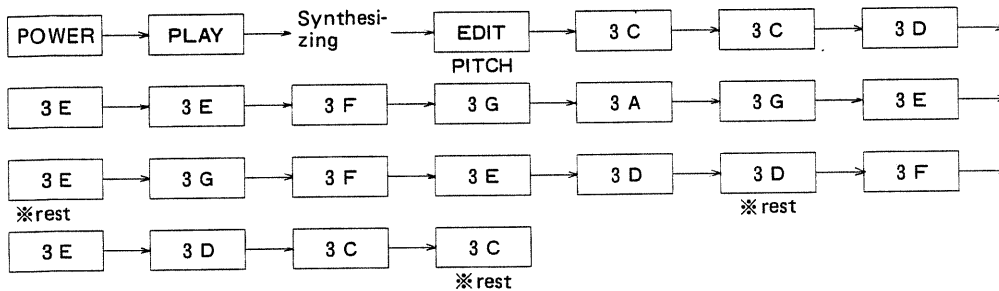 POWER PLAY Synthesi-zing EDIT 3 C 3 C 3 D
PITCH
3 E 3 E 3 F 3 G 3 A 3 G 3 E
3 E 3 G 3 F 3 E 3 D 3 D 3 F
※rest ※rest
3 E 3 D 3 C 3 C
※rest